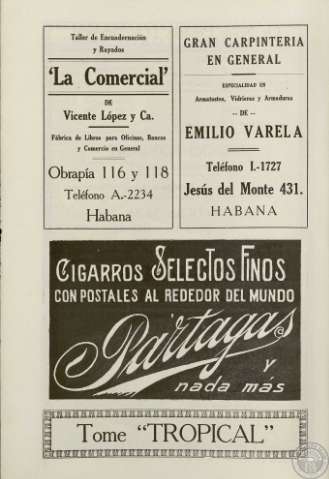 Taller de Encuadernación
y Rayados
'La Comercial'
DE
Vicente López y Ca.
Fábrica de Libros para Oficinas, Bancos
y Comercio en General
Obrapía 116 y 118
Teléfono A.-2234
Habana
GRAN CARPINTERIA
EN GENERAL
ESPECIALIDAD EN
Armatostes, Vidrieras y Armaduras
— DE —
EMILIO VARELA
Teléfono I.-1727
Jesús del Monte 431.
HABANA
CIGARROS SELECTOS FINOS
CON POSTALES AL REDEDOR DEL MUNDO
Partagas
y
nada más
Tome "TROPICAL"